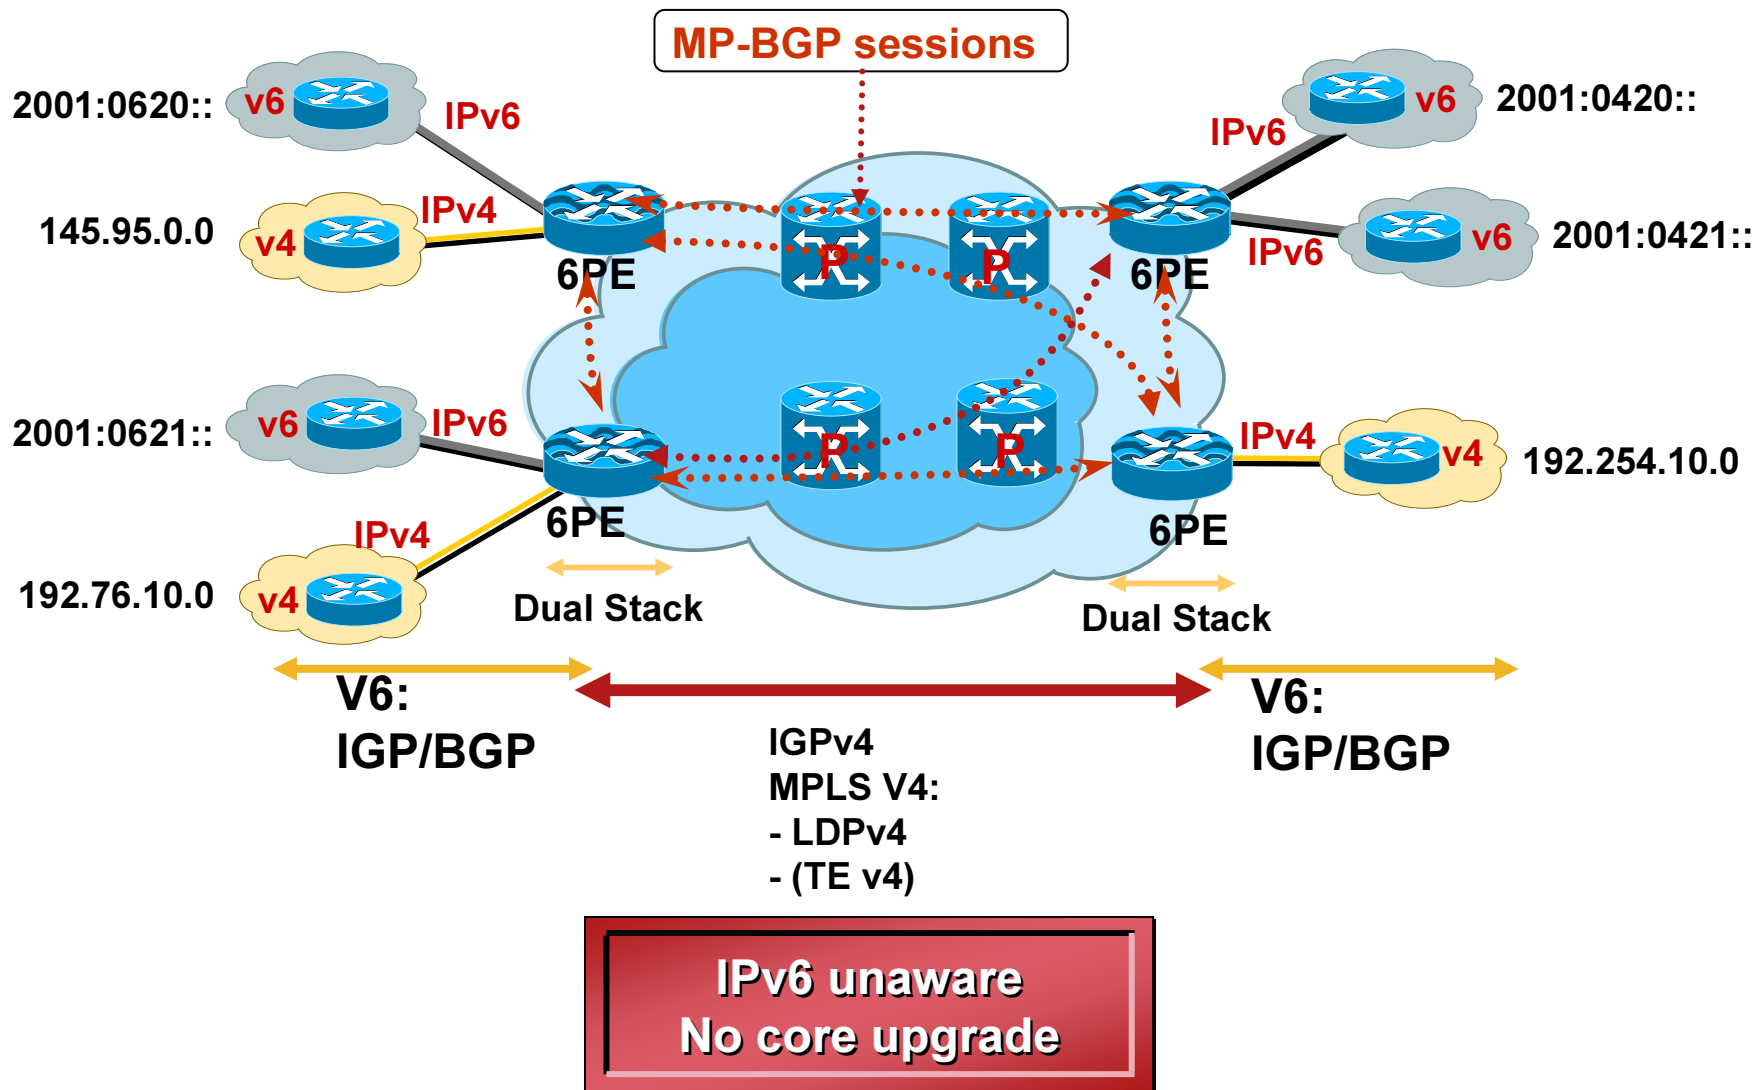 MP-BGP sessions
2001:0620::
v6
IPv6
IPv6
v6
2001:0420::
145.95.0.0
v4
IPv4
6PE
P
P
6PE
IPv6
v6
2001:0421::
2001:0621::
v6
IPv6
6PE
P
P
6PE
IPv4
v4
192.254.10.0
192.76.10.0
v4
IPv4
Dual Stack
Dual Stack
V6:
IGP/BGP
IGPv4
MPLS V4:
- LDPv4
- (TE v4)
V6:
IGP/BGP
IPv6 unaware
No core upgrade